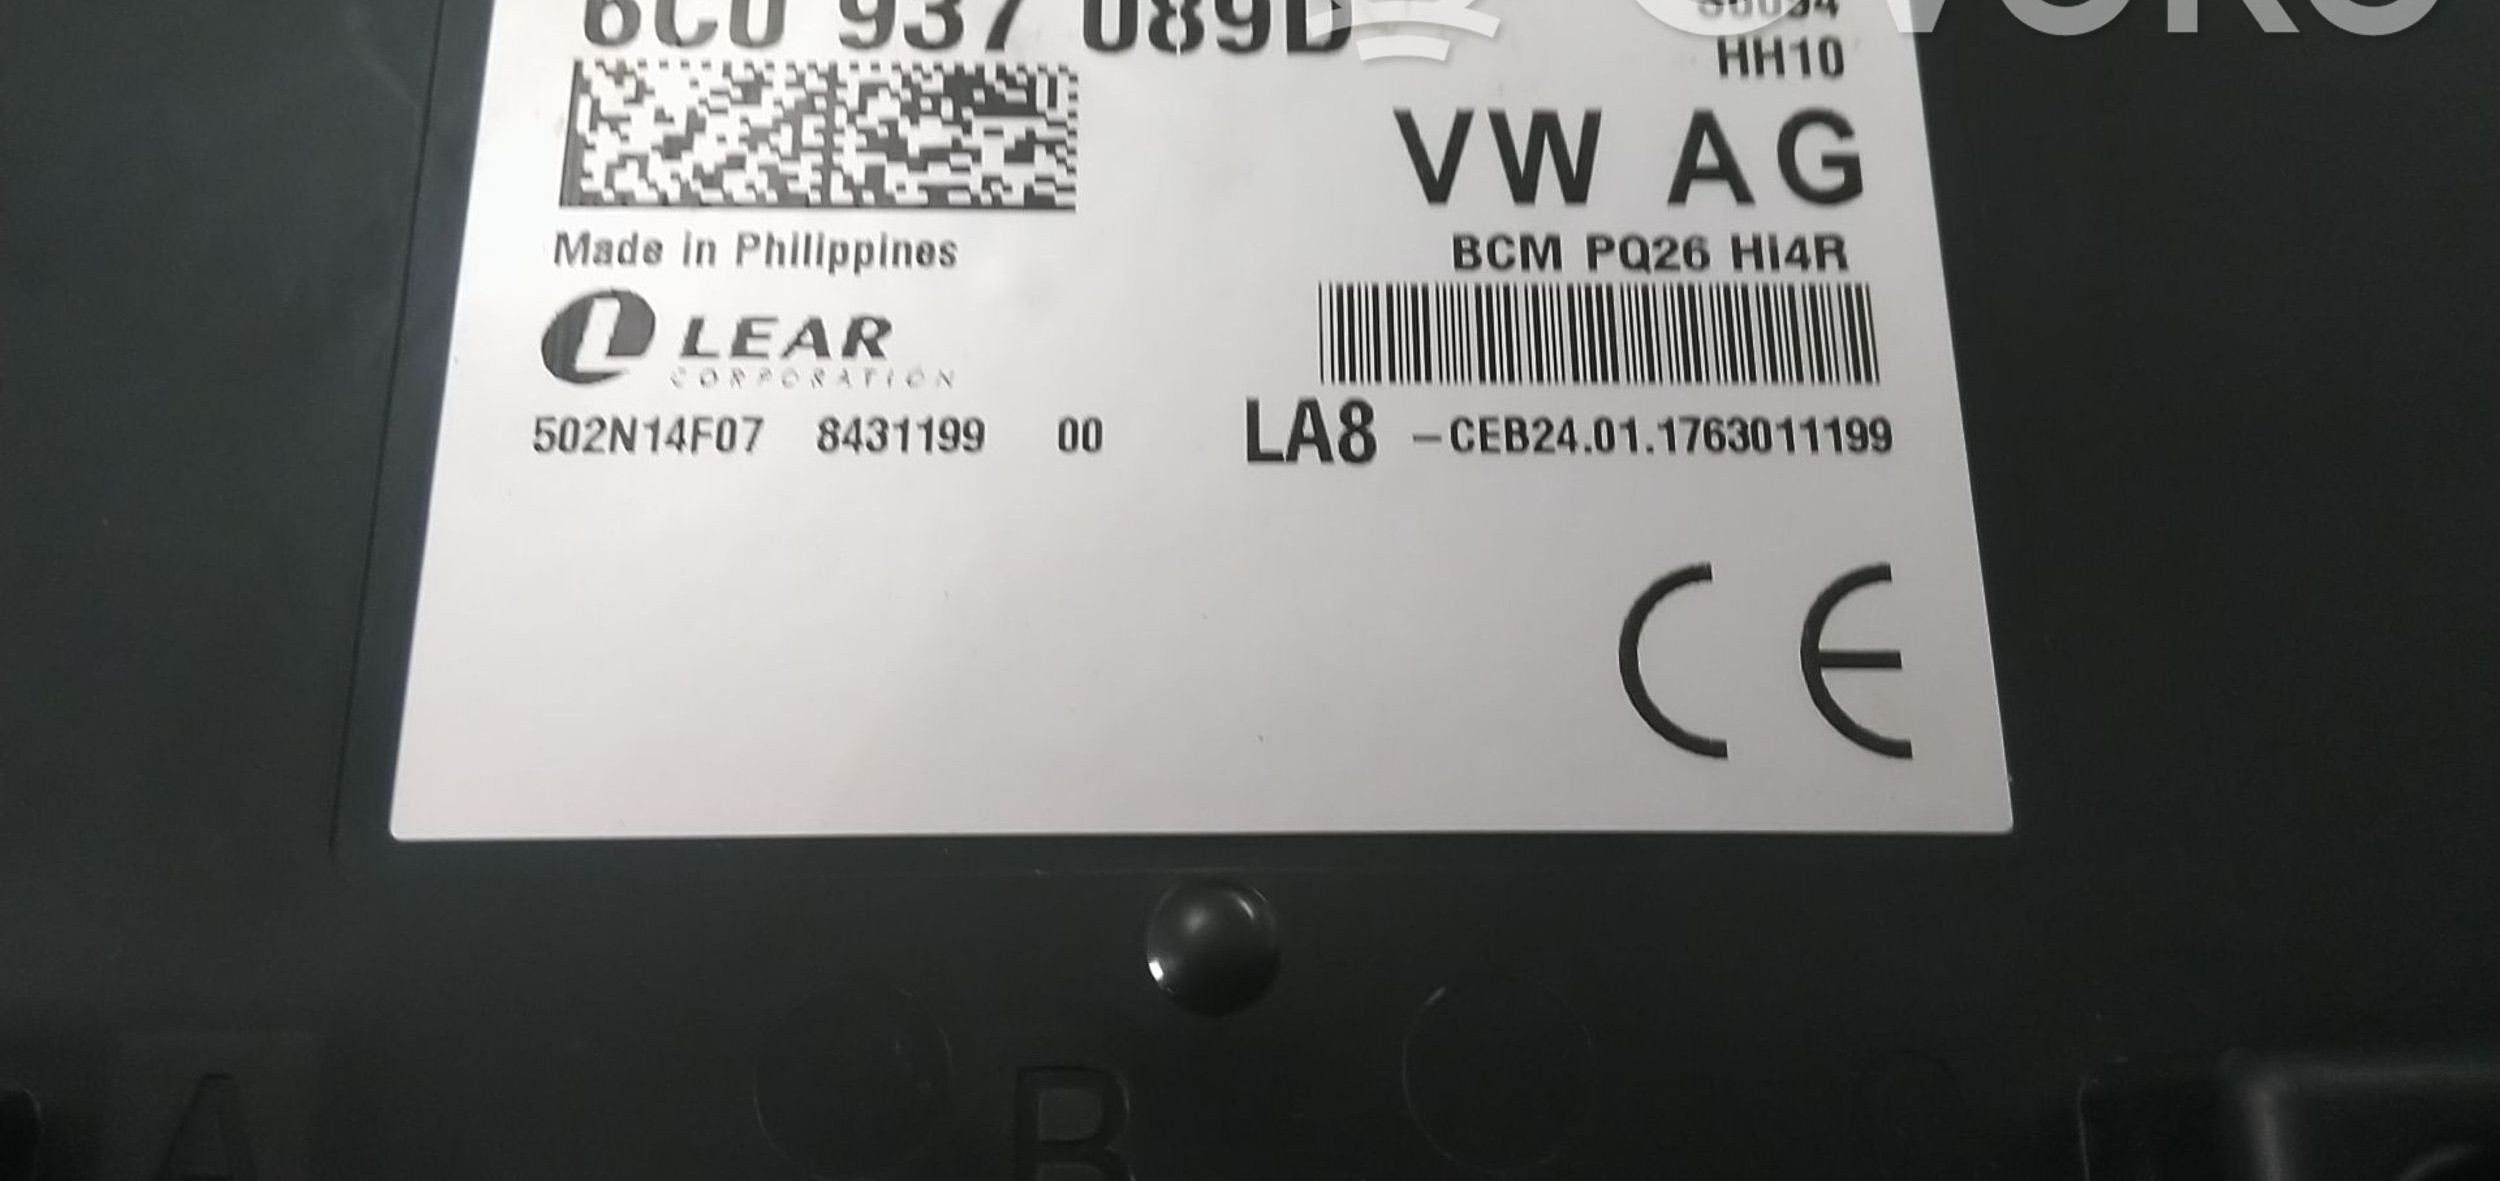 6C0 937 089D
HH10
VW AG
BCM PQ26 HI4R
Made in Philippines
LEAR
CORPORATION
502N14F07 8431199 00
LA8 -CEB24.01.1763011199
CE
A
B